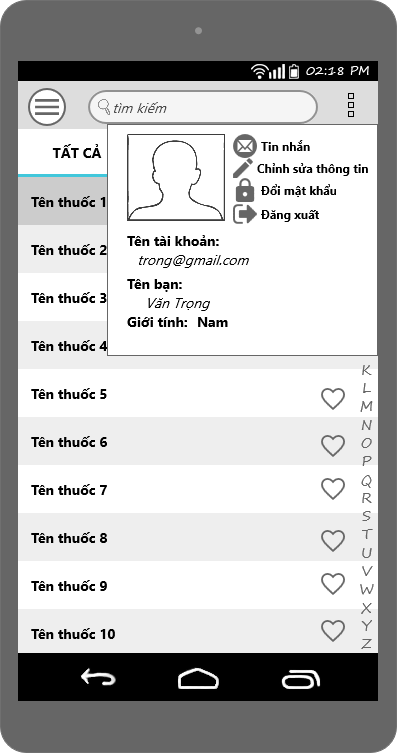 02:18 PM
tìm kiếm
TẤT CẢ
Tin nhắn
Chỉnh sửa thông tin
Đổi mật khẩu
Đăng xuất
Tên tài khoản:
trong@gmail.com
Tên bạn:
Văn Trọng
Giới tính: Nam
Tên thuốc 1
Tên thuốc 2
Tên thuốc 3
Tên thuốc 4
Tên thuốc 5
Tên thuốc 6
Tên thuốc 7
Tên thuốc 8
Tên thuốc 9
Tên thuốc 10
K
L
M
N
O
P
Q
R
S
T
U
V
W
X
Y
Z